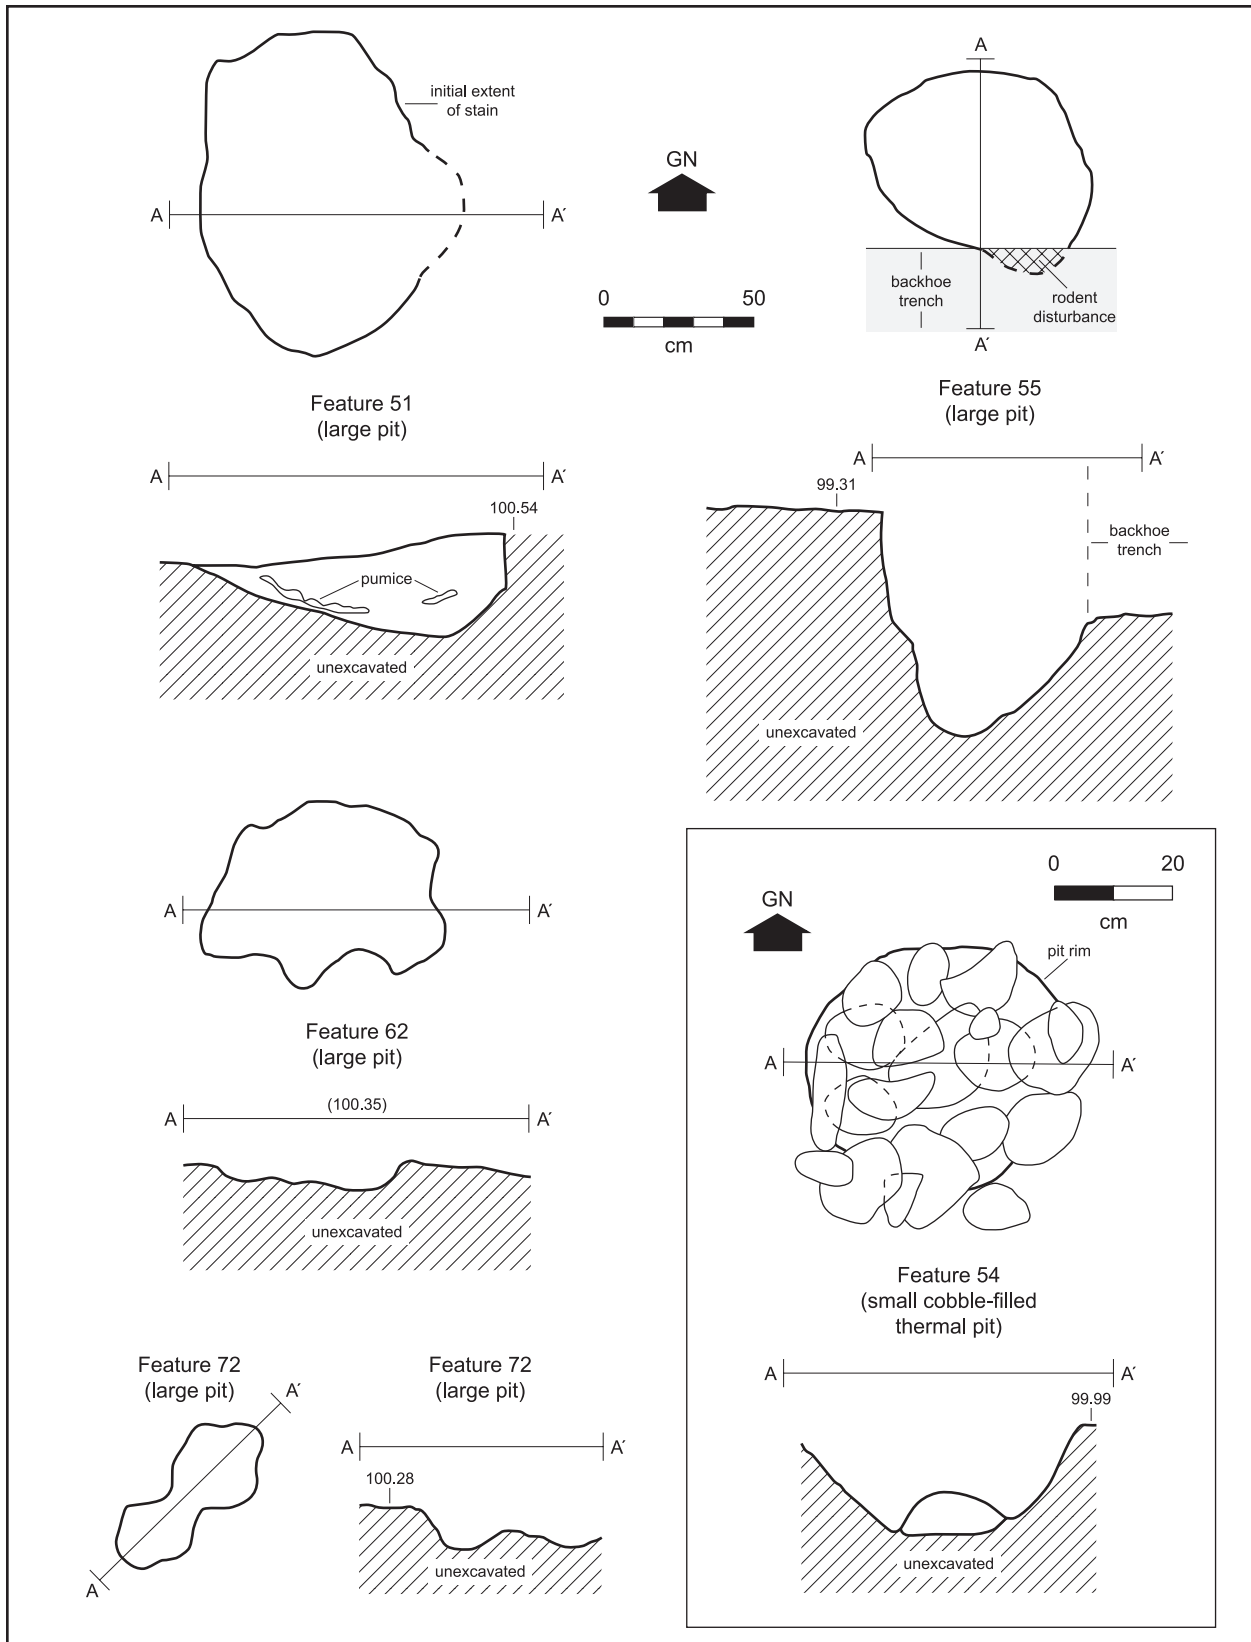 initial extent
of stain
A
A′
Feature 51
(large pit)
A
A′
100.54
pumice
unexcavated
GN
0
50
cm
A
backhoe
trench
rodent
disturbance
A′
Feature 55
(large pit)
A
A′
99.31
backhoe
trench
unexcavated
A
A′
Feature 62
(large pit)
A
(100.35)
A′
unexcavated
Feature 72
(large pit)
A′
A
Feature 72
(large pit)
A
A′
100.28
unexcavated
0
20
cm
GN
pit rim
A
A′
Feature 54
(small cobble-filled
thermal pit)
A
A′
99.99
unexcavated